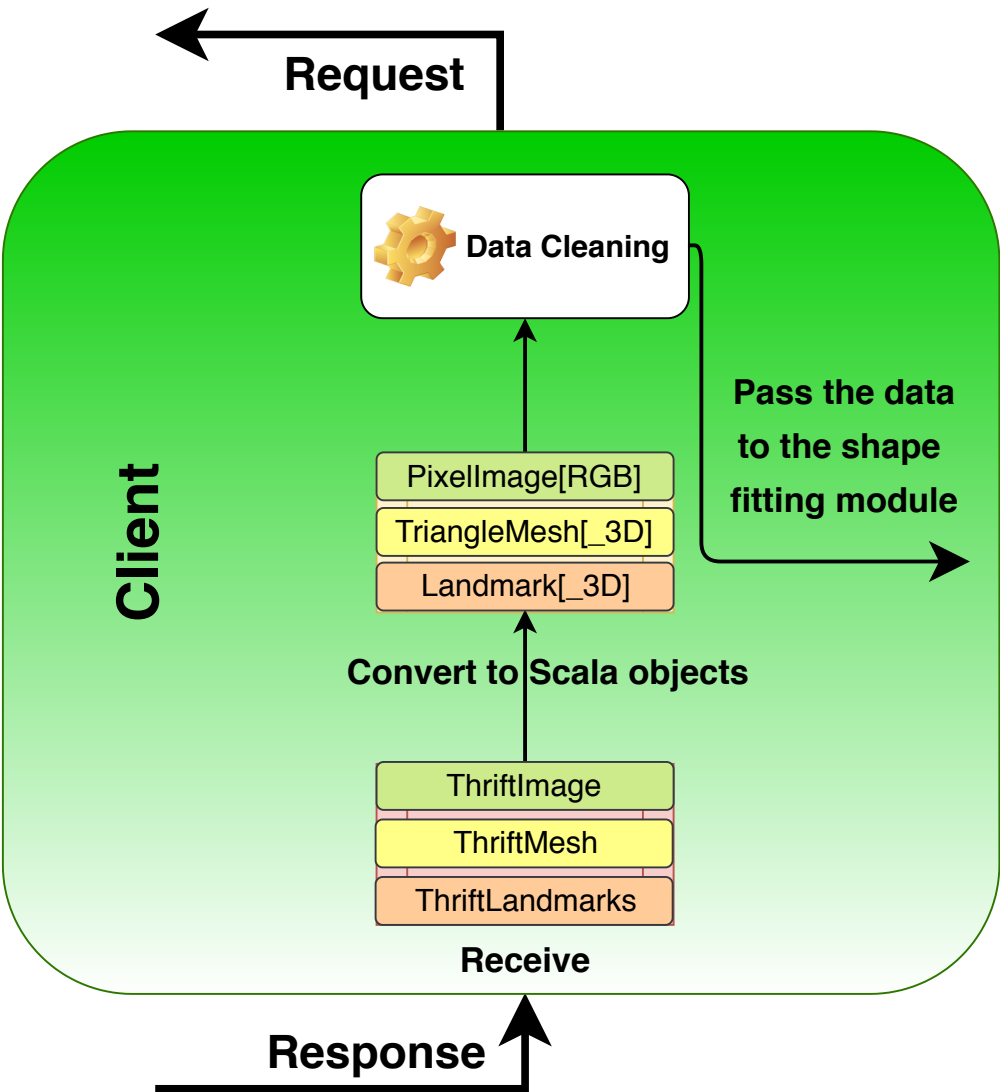 Request
Data Cleaning
Pass the data
to the shape
fitting module
Client
PixelImage[RGB]
TriangleMesh[_3D]
Landmark[_3D]
Convert to Scala objects
ThriftImage
ThriftMesh
ThriftLandmarks
Receive
Response